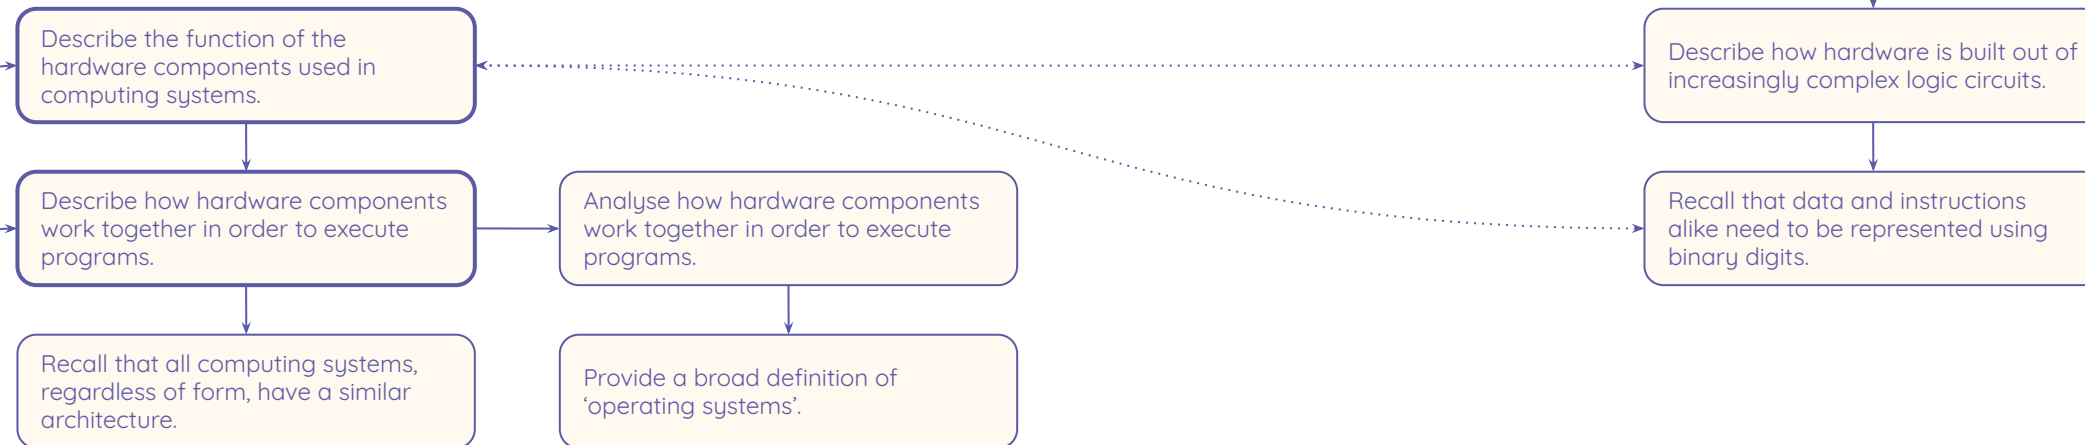 Describe the function of the
hardware components used in
computing systems.
Describe how hardware is built out of
increasingly complex logic circuits.
Describe how hardware components
work together in order to execute
programs.
Analyse how hardware components
work together in order to execute
programs.
Recall that data and instructions
alike need to be represented using
binary digits.
Recall that all computing systems,
regardless of form, have a similar
architecture.
Provide a broad definition of
‘operating systems’.